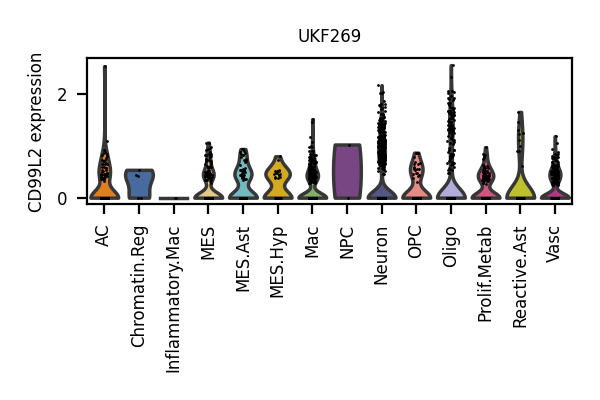 UKF269
CD99L2 expression
2
0
AC
Chromatin.Reg
Inflammatory.Mac
MES
MES.Ast
MES.Hyp
Mac
NPC
Neuron
OPC
Oligo
Prolif.Metab
Reactive.Ast
Vasc